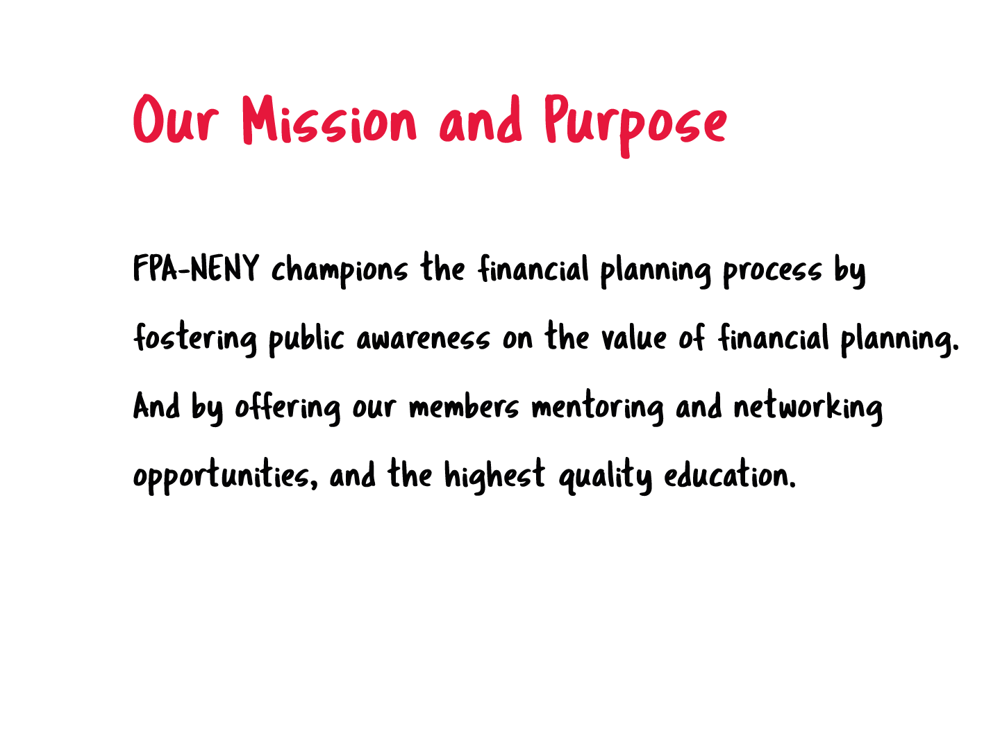 Our Mission and Purpose
FPA-NENY champions the financial planning process by
fostering public awareness on the value of financial planning.
And by offering our members mentoring and networking
opportunities, and the highest quality education.